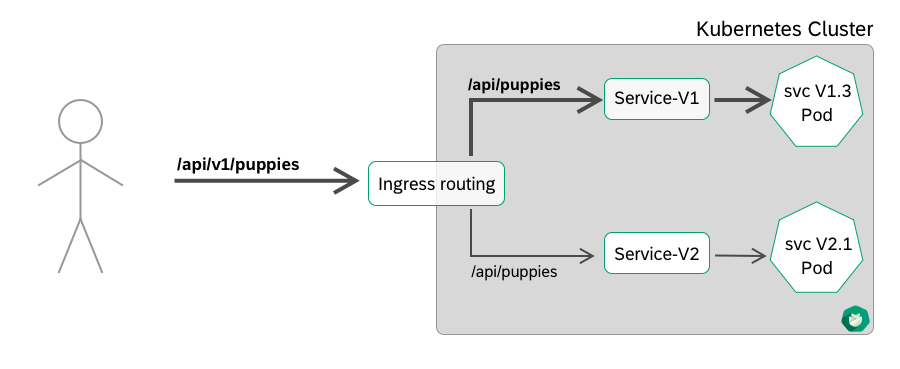 Kubernetes Cluster
/api/puppies
Service-V1
svc V1.3
Pod
/api/v1/puppies
Ingress routing
/api/puppies
Service-V2
svc V2.1
Pod